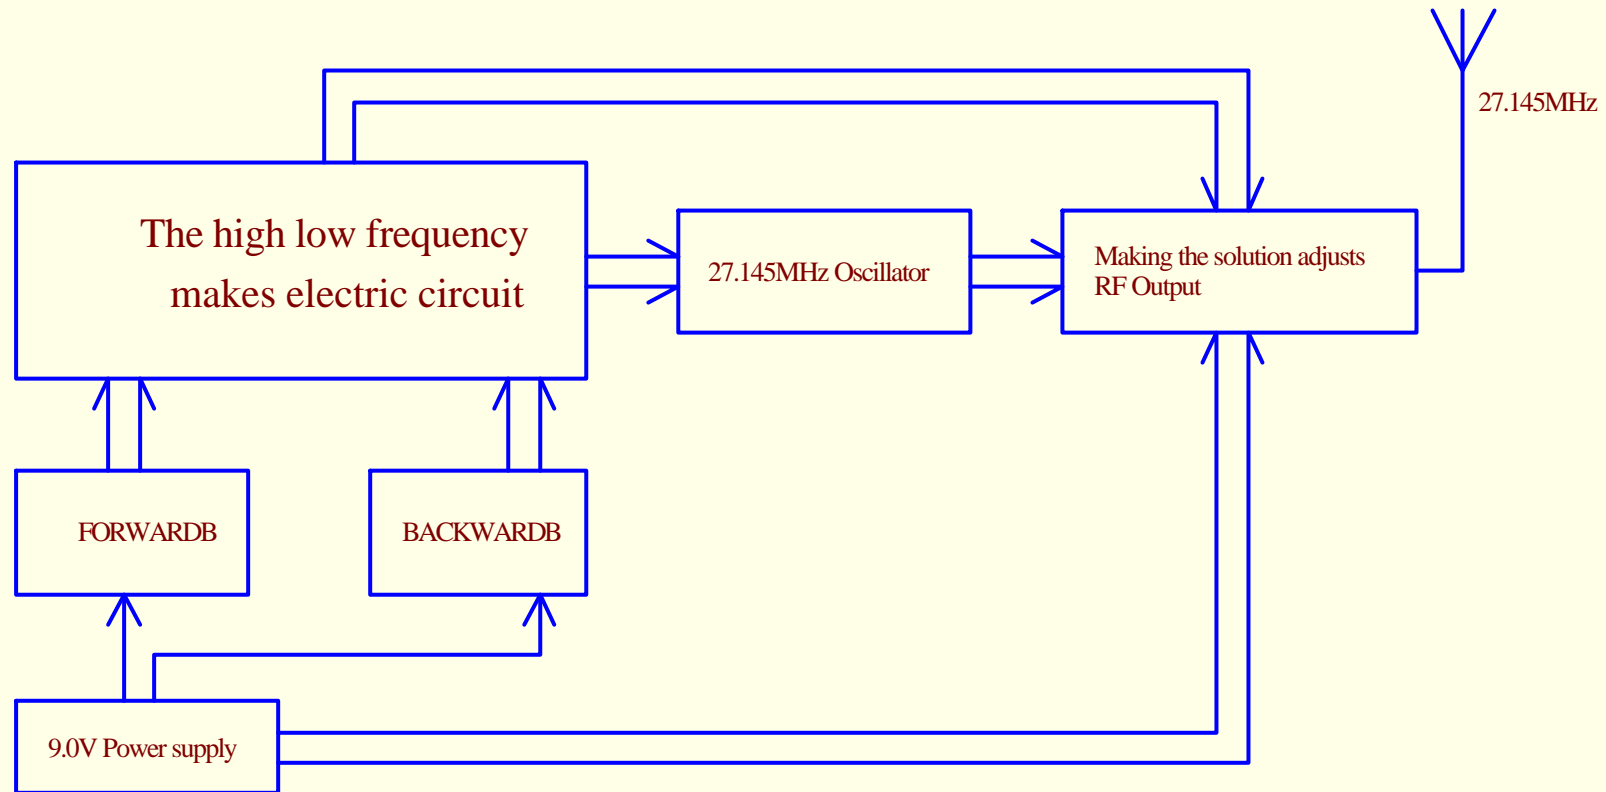 27.145MHz
The high low frequency
makes electric circuit
27.145MHz Oscillator
Making the solution adjusts
RF Output
FORWARDB
BACKWARDB
9.0V Power supply